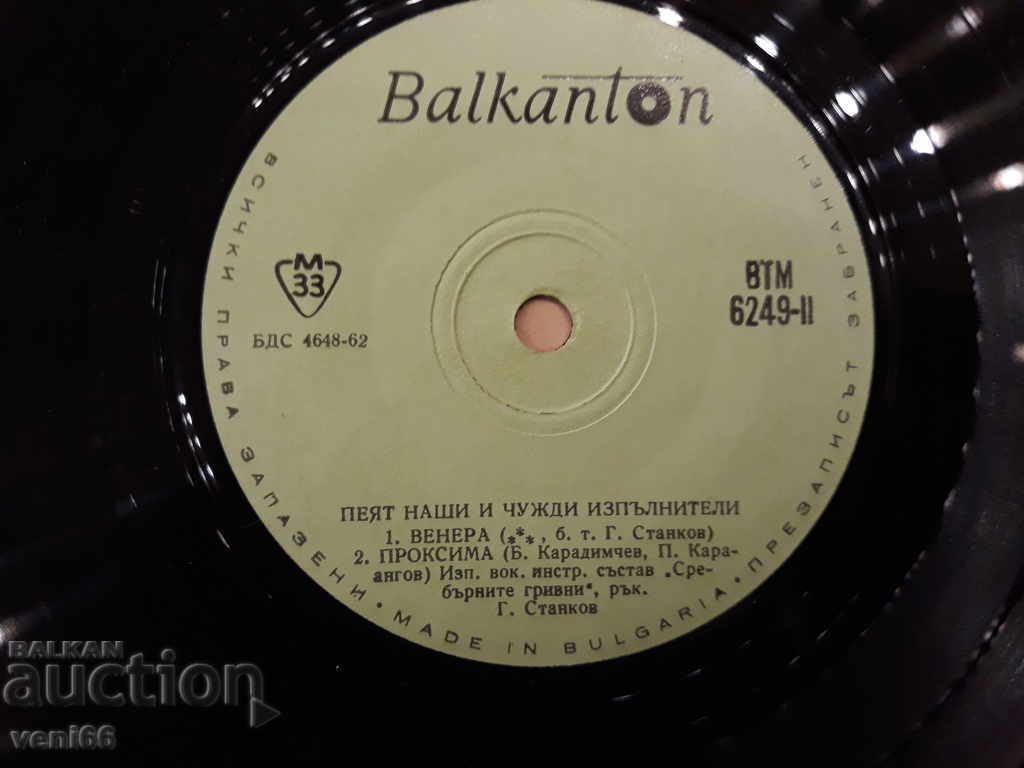 Balkanton
M
33
БДС 4648-62
ВТМ
6249-II
ПЕЯТ НАШИ И ЧУЖДИ ИЗПЪЛНИТЕЛИ
1. ВЕНЕРА (***, б. т. Г. Станков)
2. ПРОКСИМА (Б. Карадимчев, П. Кара-
ангов) Изп. вок. инстр. състав „Сре-
бърните гривни“, рък.
Г. Станков
ВСИЧКИ ПРАВА ЗАПАЗЕНИ • MADE IN BULGARIA • ПРЕЗАПИСЪТ ЗАБРАНЕН
BALKAN
auction
veni66